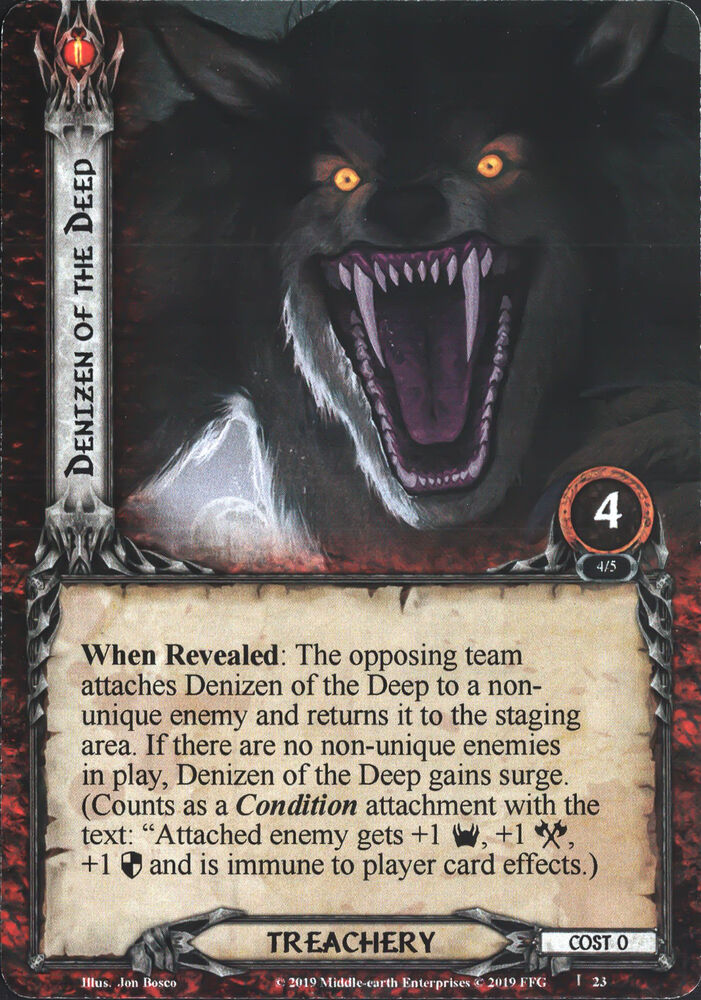 DENIZEN OF THE DEEP
4
4/5
When Revealed: The opposing team
attaches Denizen of the Deep to a non-
unique enemy and returns it to the staging
area. If there are no non-unique enemies
in play, Denizen of the Deep gains surge.
(Counts as a Condition attachment with the
text: “Attached enemy gets +1 , +1 ,
+1 and is immune to player card effects.)
TREACHERY
COST 0
Illus. Jon Bosco
© 2019 Middle-earth Enterprises © 2019 FFG
23